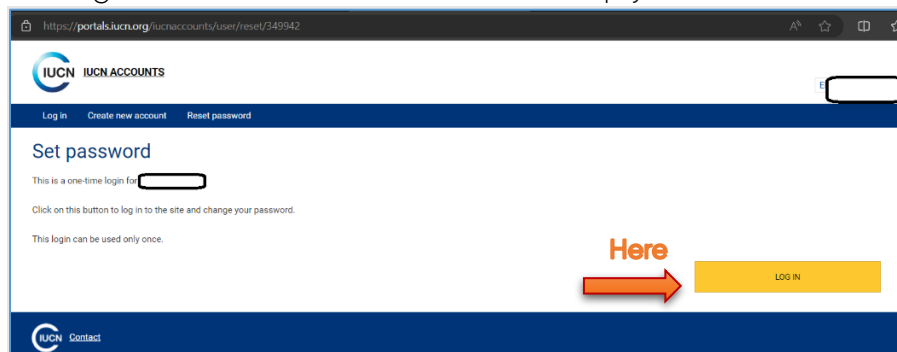 https://portals.iucn.org/iucnaccounts/user/reset/349942
IUCN IUCN ACCOUNTS
Log in Create new account Reset password
Set password
This is a one-time login for
Click on this button to log in to the site and change your password.
This login can be used only once.
Here
LOG IN
IUCN Contact